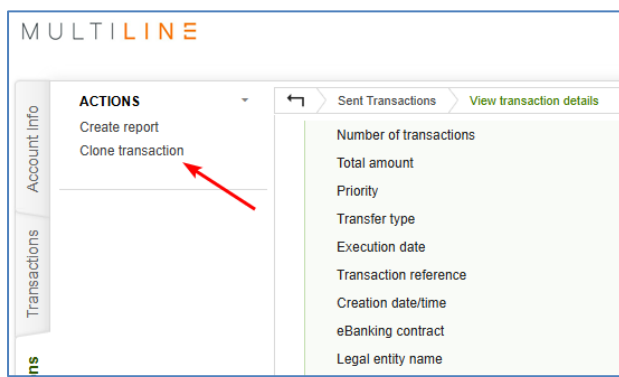 MULTILINE
Account Info
Transactions
ACTIONS
Create report
Clone transaction
Sent Transactions
View transaction details
Number of transactions
Total amount
Priority
Transfer type
Execution date
Transaction reference
Creation date/time
eBanking contract
Legal entity name